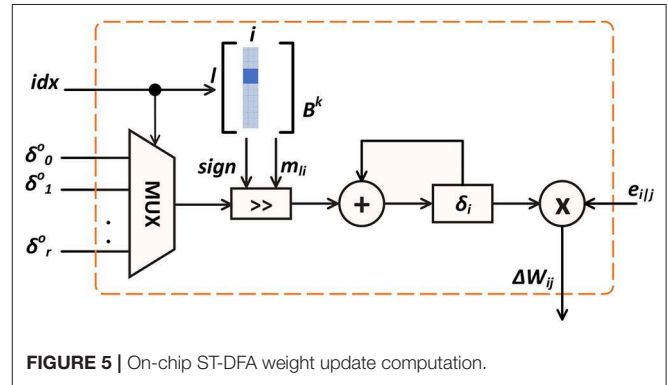 i
idx
l
B^k
δ^o_0
sign
m_li
δ^o_1
MUX
>>
+
δ_i
x
e_i|j
.
.
δ^o_r
ΔW_ij
FIGURE 5 | On-chip ST-DFA weight update computation.